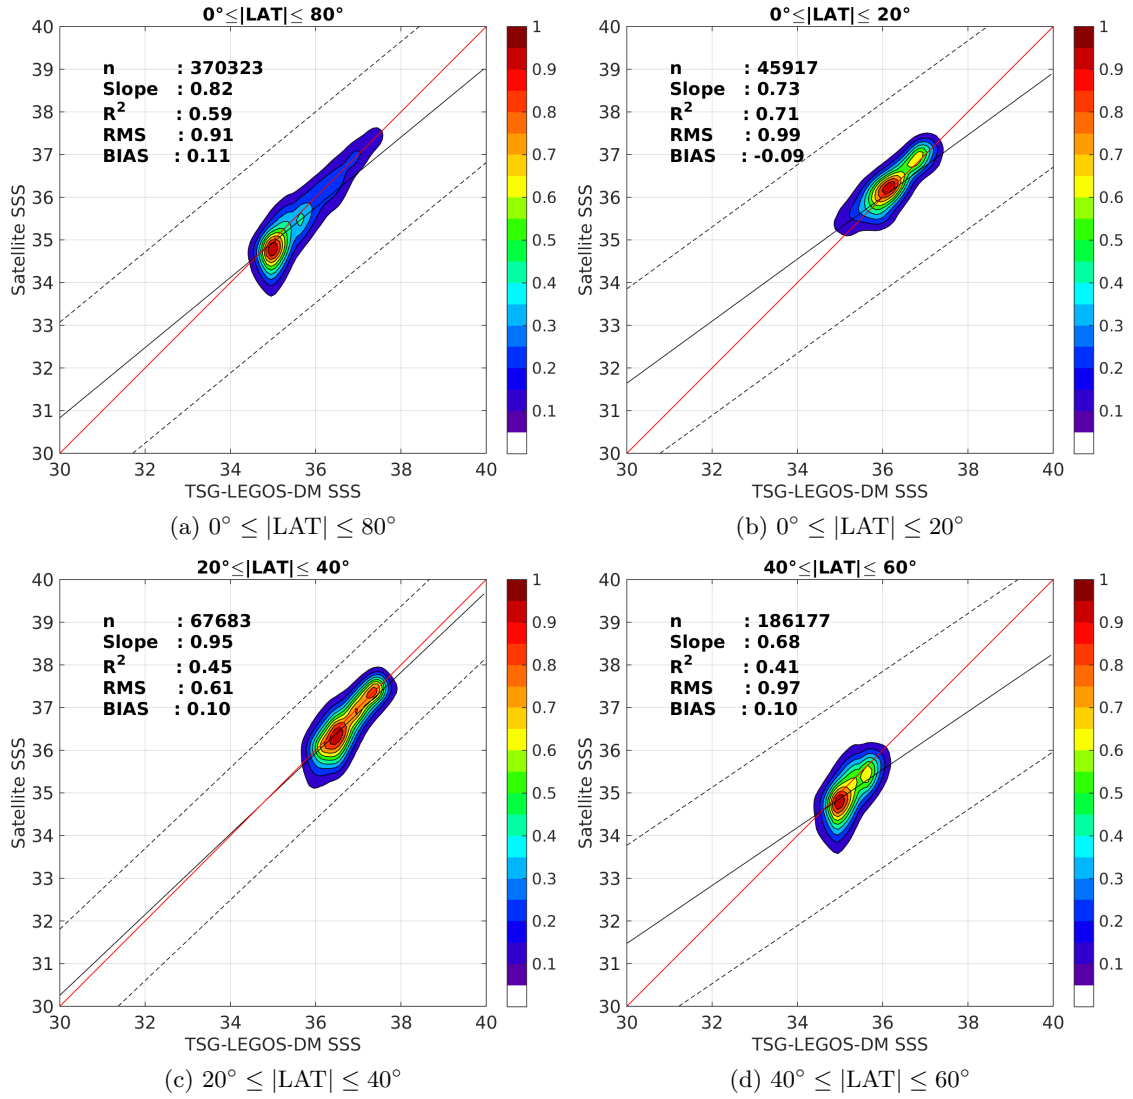 0°≤|LAT|≤ 80°
n : 370323
Slope : 0.82
R2 : 0.59
RMS : 0.91
BIAS : 0.11
40
39
38
37
36
35
34
33
32
31
30
30 32 34 36 38 40
Satellite SSS
TSG-LEGOS-DM SSS
1
0.9
0.8
0.7
0.6
0.5
0.4
0.3
0.2
0.1
(a) 0° ≤ |LAT| ≤ 80°
0°≤|LAT|≤ 20°
n : 45917
Slope : 0.73
R2 : 0.71
RMS : 0.99
BIAS : -0.09
40
39
38
37
36
35
34
33
32
31
30
30 32 34 36 38 40
Satellite SSS
TSG-LEGOS-DM SSS
1
0.9
0.8
0.7
0.6
0.5
0.4
0.3
0.2
0.1
(b) 0° ≤ |LAT| ≤ 20°
20°≤|LAT|≤ 40°
n : 67683
Slope : 0.95
R2 : 0.45
RMS : 0.61
BIAS : 0.10
40
39
38
37
36
35
34
33
32
31
30
30 32 34 36 38 40
Satellite SSS
TSG-LEGOS-DM SSS
1
0.9
0.8
0.7
0.6
0.5
0.4
0.3
0.2
0.1
(c) 20° ≤ |LAT| ≤ 40°
40°≤|LAT|≤ 60°
n : 186177
Slope : 0.68
R2 : 0.41
RMS : 0.97
BIAS : 0.10
40
39
38
37
36
35
34
33
32
31
30
30 32 34 36 38 40
Satellite SSS
TSG-LEGOS-DM SSS
1
0.9
0.8
0.7
0.6
0.5
0.4
0.3
0.2
0.1
(d) 40° ≤ |LAT| ≤ 60°